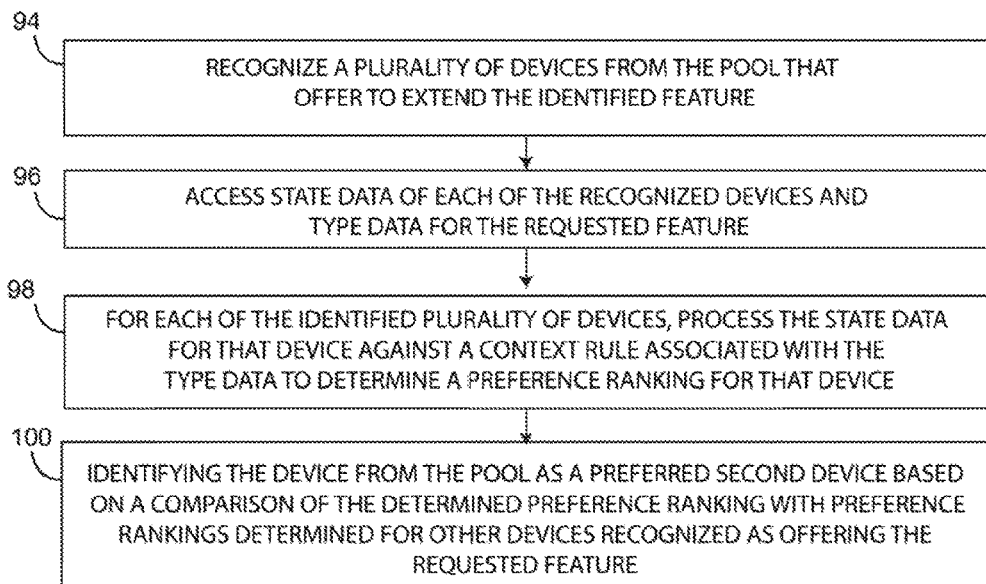 94
RECOGNIZE A PLURALITY OF DEVICES FROM THE POOL THAT
OFFER TO EXTEND THE IDENTIFIED FEATURE
96
ACCESS STATE DATA OF EACH OF THE RECOGNIZED DEVICES AND
TYPE DATA FOR THE REQUESTED FEATURE
98
FOR EACH OF THE IDENTIFIED PLURALITY OF DEVICES, PROCESS THE STATE DATA
FOR THAT DEVICE AGAINST A CONTEXT RULE ASSOCIATED WITH THE
TYPE DATA TO DETERMINE A PREFERENCE RANKING FOR THAT DEVICE
100
IDENTIFYING THE DEVICE FROM THE POOL AS A PREFERRED SECOND DEVICE BASED
ON A COMPARISON OF THE DETERMINED PREFERENCE RANKING WITH PREFERENCE
RANKINGS DETERMINED FOR OTHER DEVICES RECOGNIZED AS OFFERING THE
REQUESTED FEATURE